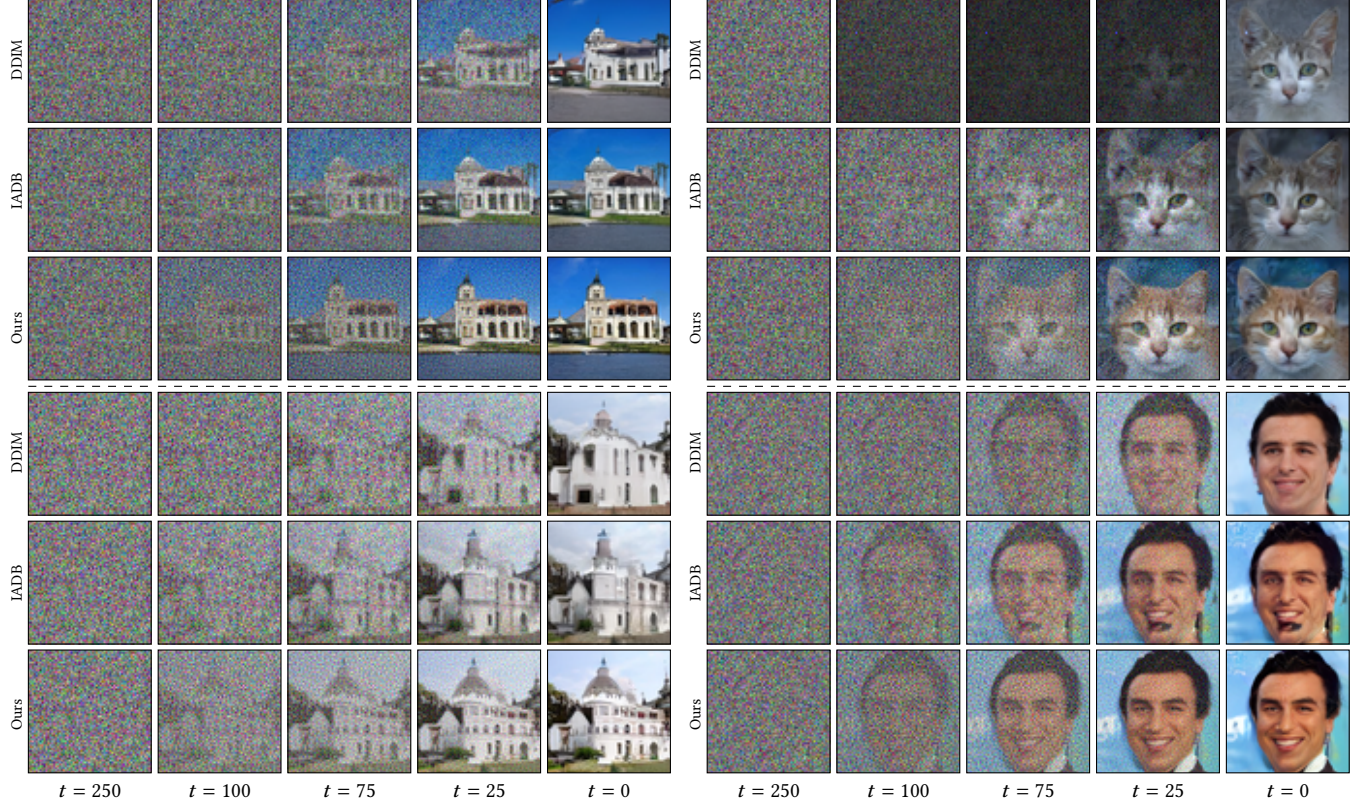 DDIM
DDIM
IADB
IADB
Ours
Ours
DDIM
DDIM
IADB
IADB
Ours
Ours
t = 250 t = 100 t = 75 t = 25 t = 0 t = 250 t = 100 t = 75 t = 25 t = 0